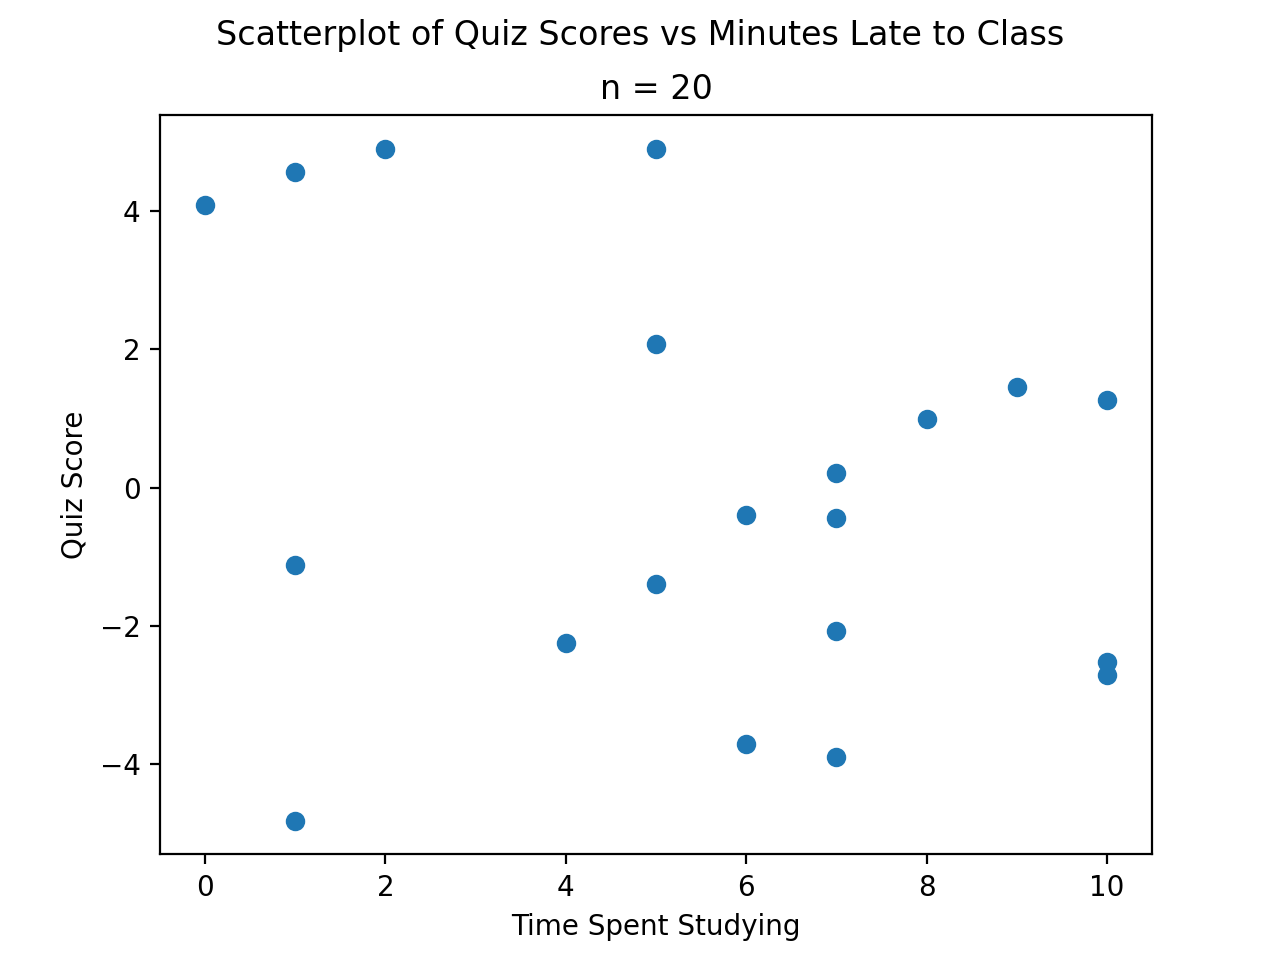 Scatterplot of Quiz Scores vs Minutes Late to Class
n = 20
4
2
0
−2
−4
Quiz Score
0 2 4 6 8 10
Time Spent Studying